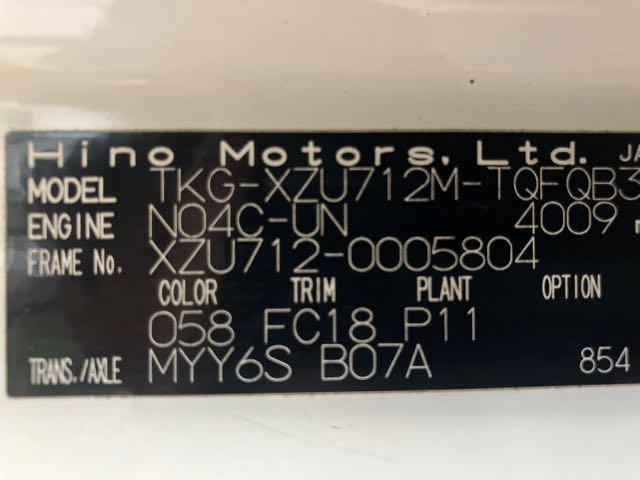 Hino Motors, Ltd. JA
MODEL TKG-XZU712M-TQFQB3
ENGINE N04C-UN 4009
FRAME No. XZU712-0005804
COLOR TRIM PLANT OPTION
058 FC18 P11
TRANS./AXLE MYY6S B07A 854